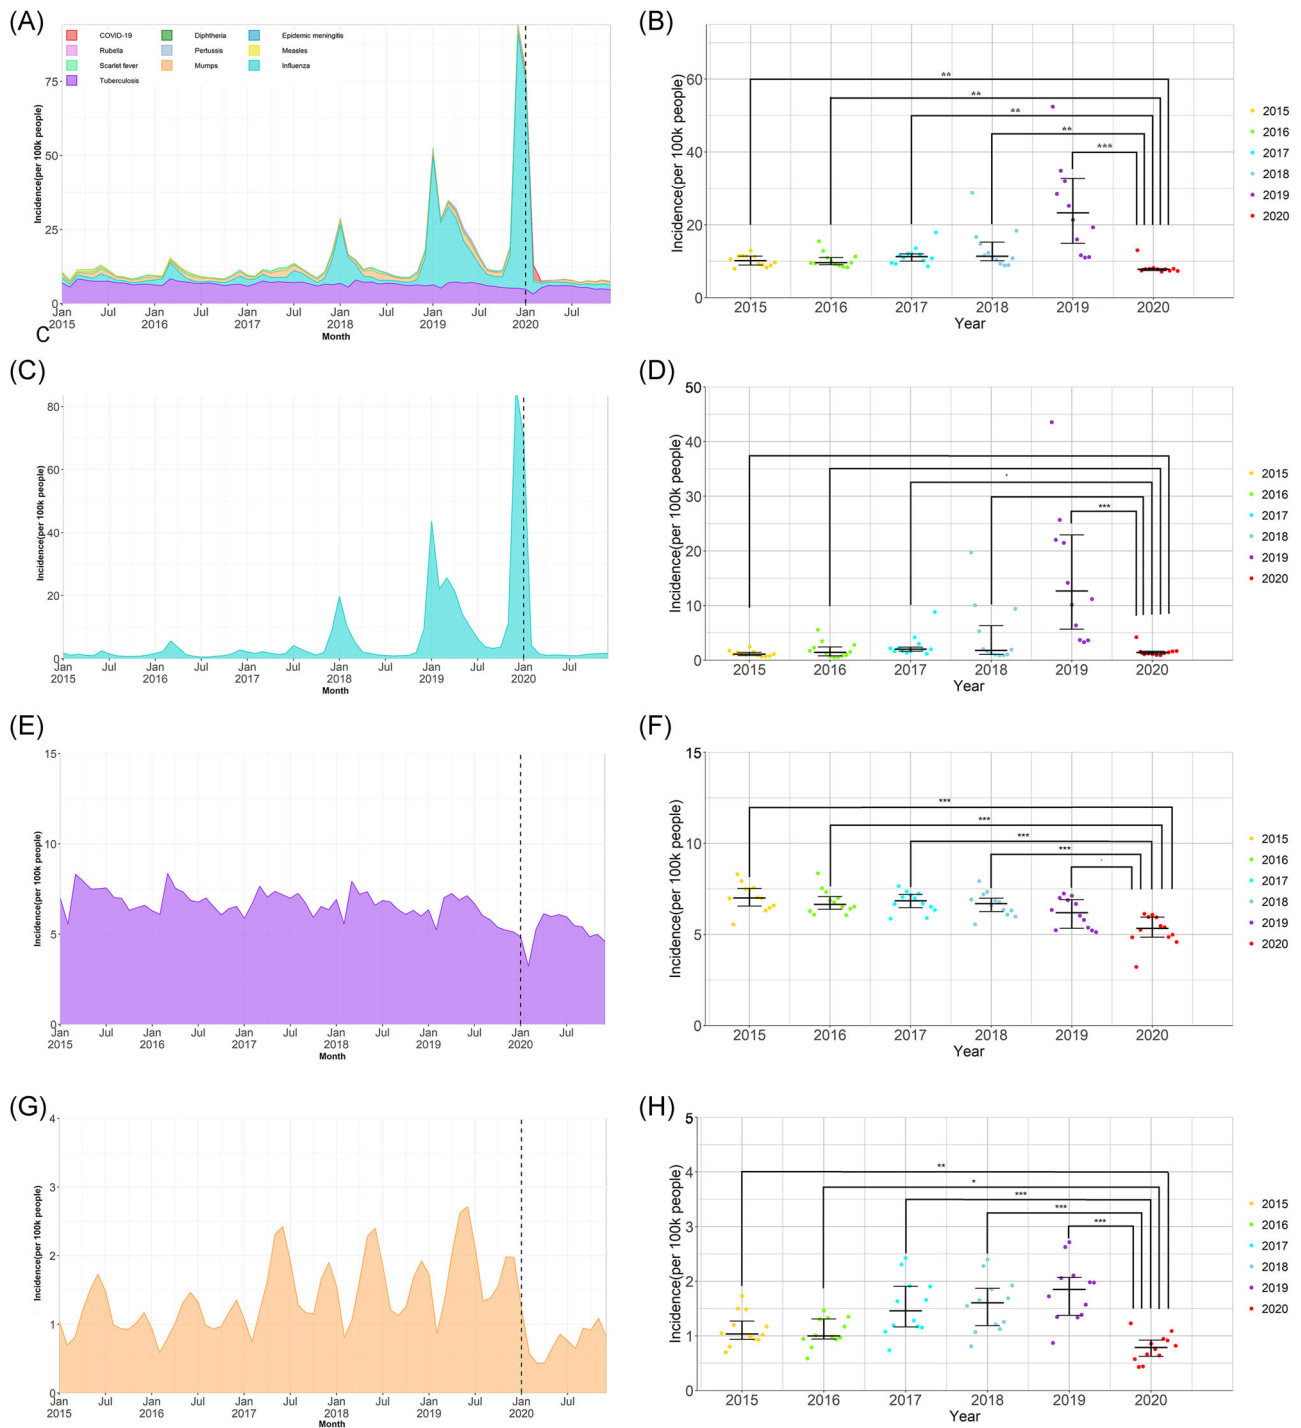 (A)
COVID-19 Diphtheria Epidemic meningitis
Rubella Pertussis Measles
Scarlet fever Mumps Influenza
Tuberculosis
Incidence(per 100k people)
75
50
25
0
Jan Jul Jan Jul Jan Jul Jan Jul Jan Jul Jan Jul
2015 2016 2017 2018 2019 2020
Month
C
(B)
Incidence(per 100k people)
60
40
20
0
**
**
**
**
***
2015 2016 2017 2018 2019 2020
Year
2015
2016
2017
2018
2019
2020
(C)
Incidence(per 100k people)
80
60
40
20
0
Jan Jul Jan Jul Jan Jul Jan Jul Jan Jul Jan Jul
2015 2016 2017 2018 2019 2020
Month
(D)
Incidence(per 100k people)
50
40
30
20
10
0
.
***
2015 2016 2017 2018 2019 2020
Year
2015
2016
2017
2018
2019
2020
(E)
Incidence(per 100k people)
15
10
5
0
Jan Jul Jan Jul Jan Jul Jan Jul Jan Jul Jan Jul
2015 2016 2017 2018 2019 2020
Month
(F)
Incidence(per 100k people)
15
10
5
0
***
***
***
***
.
2015 2016 2017 2018 2019 2020
Year
2015
2016
2017
2018
2019
2020
(G)
Incidence(per 100k people)
4
3
2
1
0
Jan Jul Jan Jul Jan Jul Jan Jul Jan Jul Jan Jul
2015 2016 2017 2018 2019 2020
Month
(H)
Incidence(per 100k people)
5
4
3
2
1
0
**
*
***
***
***
2015 2016 2017 2018 2019 2020
Year
2015
2016
2017
2018
2019
2020